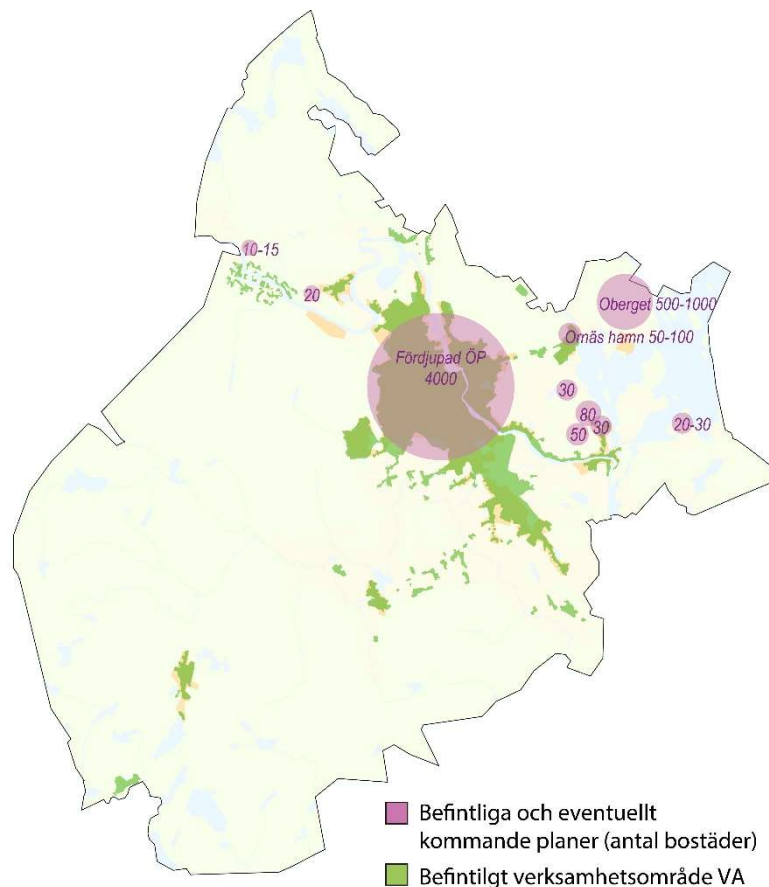 10-15
20
Oberget 500-1000
Ornäs hamn 50-100
Fördjupad ÖP
4000
30
80
30
50
20-30
Befintliga och eventuellt
kommande planer (antal bostäder)
Befintilgt verksamhetsområde VA